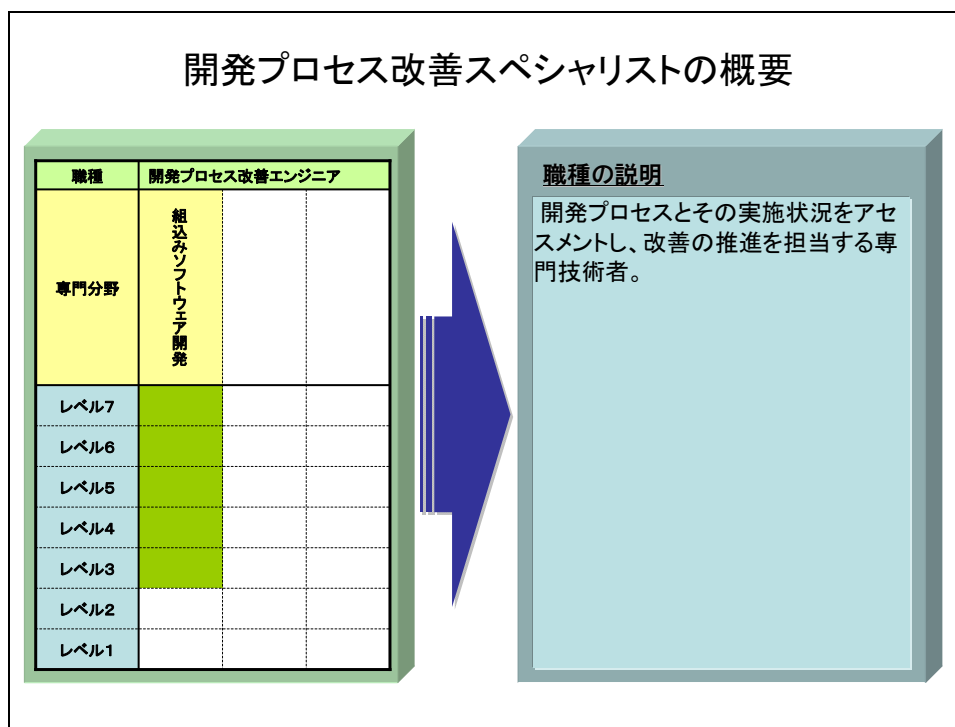 開発プロセス改善スペシャリストの概要
職種
開発プロセス改善エンジニア
専門分野
組込みソフトウェア開発
レベル7
レベル6
レベル5
レベル4
レベル3
レベル2
レベル1
職種の説明
開発プロセスとその実施状況をアセ
スメントし、改善の推進を担当する専
門技術者。